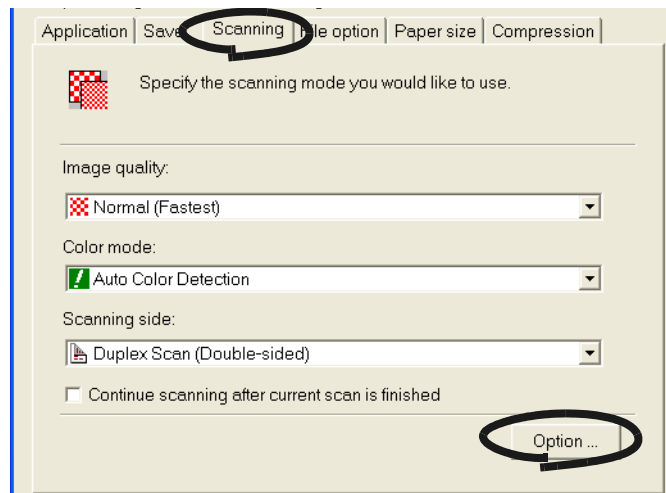 Application Save Scanning ile option Paper size Compression
Specify the scanning mode you would like to use.
Image quality:
Normal (Fastest)
Color mode:
Auto Color Detection
Scanning side:
Duplex Scan (Double-sided)
Continue scanning after current scan is finished
Option ...